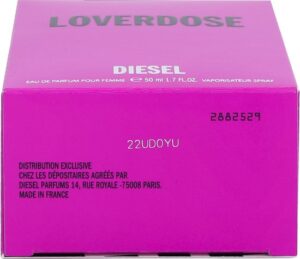 LOVERDOSE
DIESEL
EAU DE PARFUM POUR FEMME ℮ 50 ml 1.7 FL.OZ. VAPORISATEUR SPRAY
2882529
22UD0YU
DISTRIBUTION EXCLUSIVE
CHEZ LES DÉPOSITAIRES AGRÉÉS PAR
DIESEL PARFUMS 14, RUE ROYALE -75008 PARIS.
MADE IN FRANCE